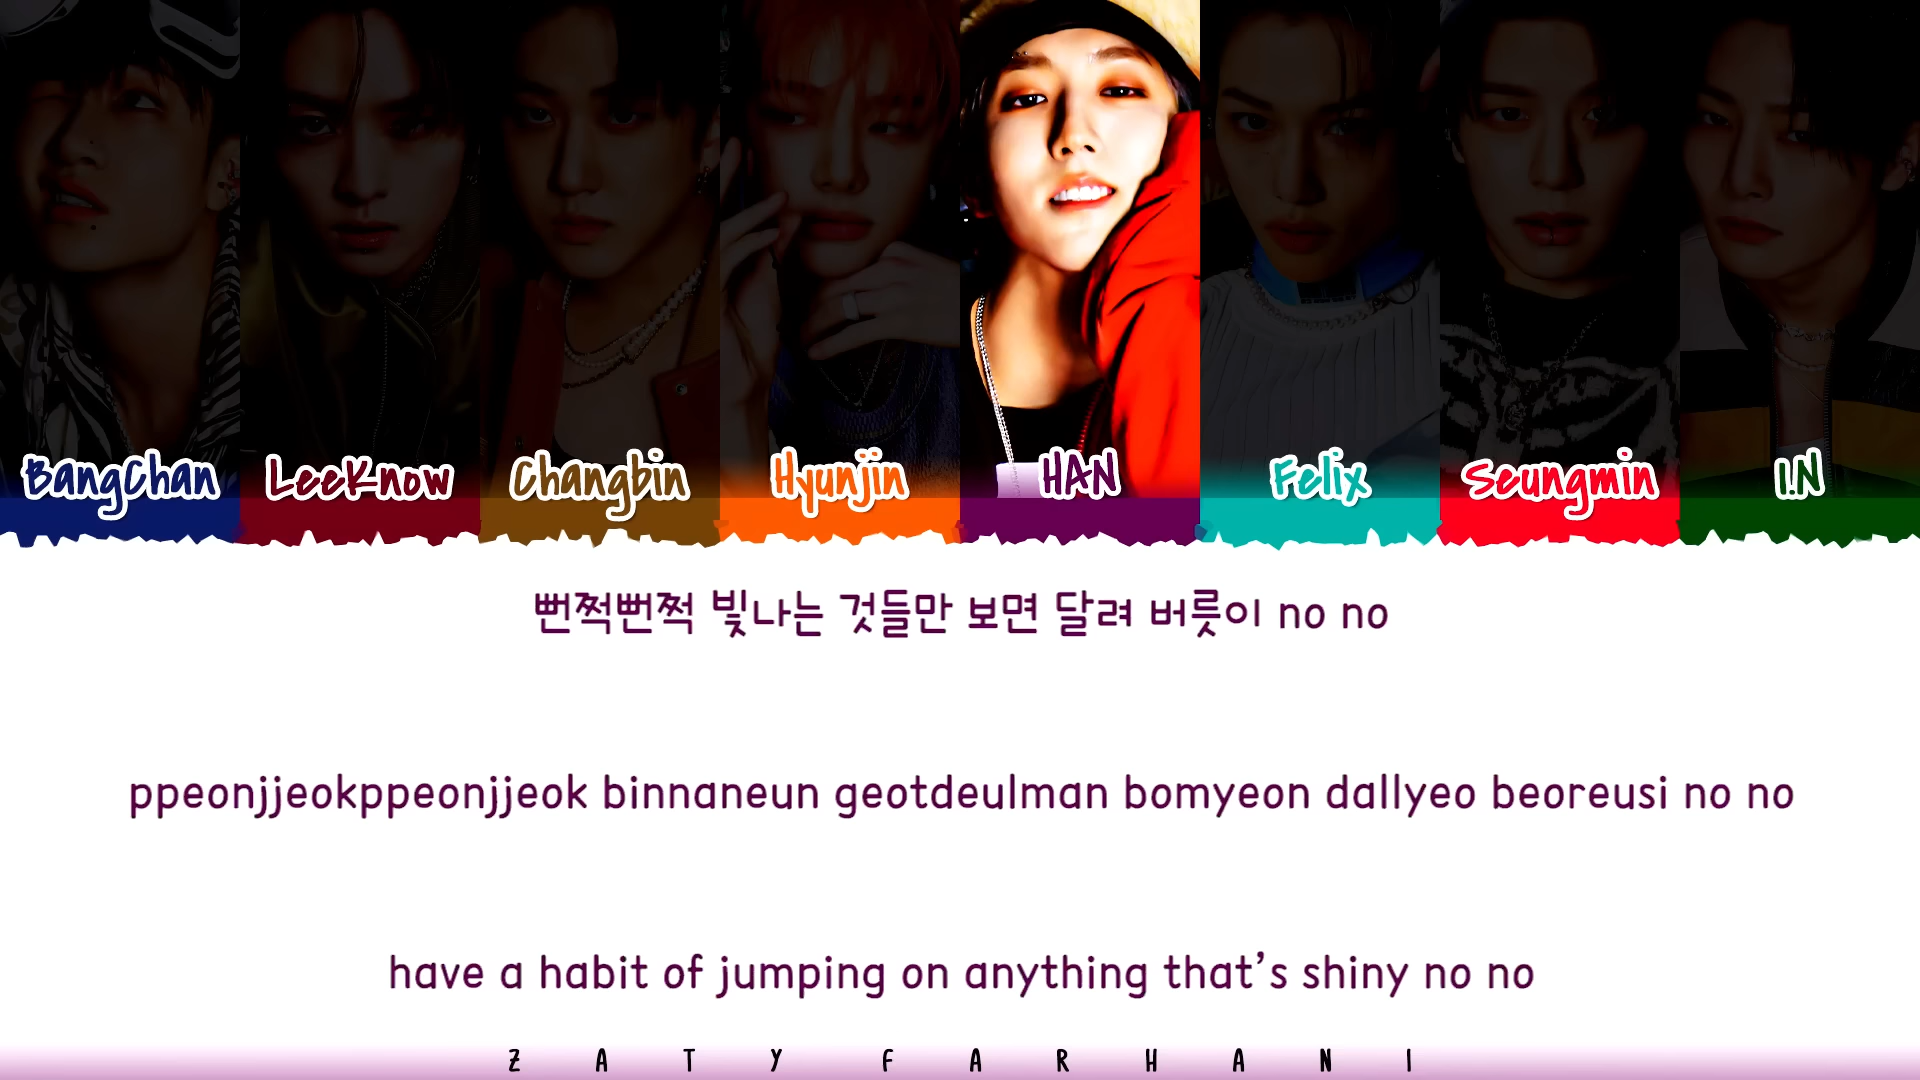 BangChan LeeKnow Changbin Hyunjin HAN Felix Seungmin I.N
뻔쩍뻔쩍 빛나는 것들만 보면 달려 버릇이 no no
ppeonjjeokppeonjjeok binnaneun geotdeulman bomyeon dallyeo beoreusi no no
have a habit of jumping on anything that’s shiny no no
ZATY FARHANI